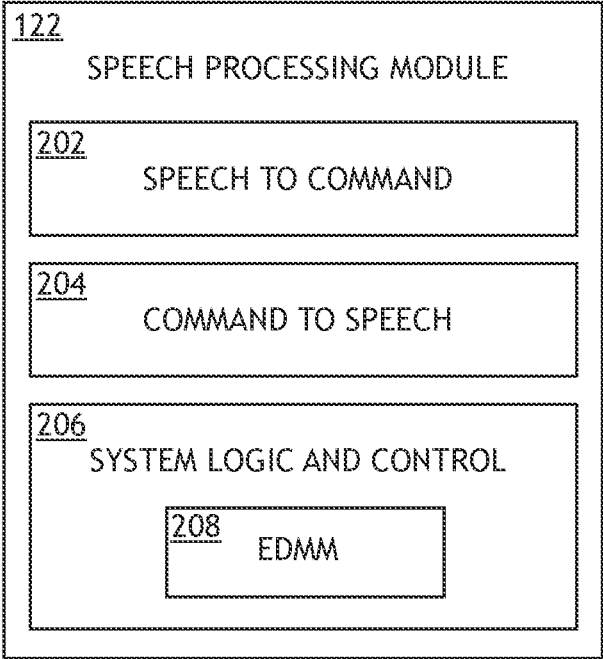 122
SPEECH PROCESSING MODULE
202
SPEECH TO COMMAND
204
COMMAND TO SPEECH
206
SYSTEM LOGIC AND CONTROL
208
EDMM